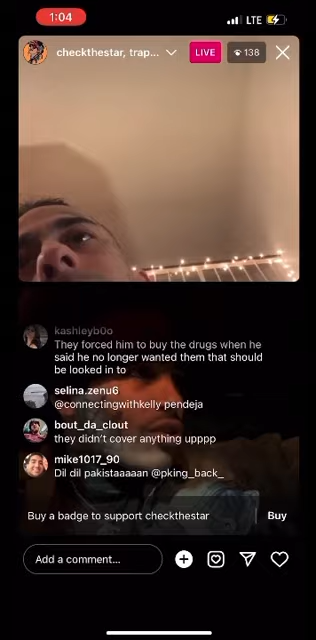 1:04
LTE
checkthestar, trap...
LIVE
138
kashleyb0o
They forced him to buy the drugs when he
said he no longer wanted them that should
be looked in to
selina.zenu6
@connectingwithkelly pendeja
bout_da_clout
they didn't cover anything upppp
mike1017_90
Dil dil pakistaaaaan @pking_back_
Buy a badge to support checkthestar
Buy
Add a comment...